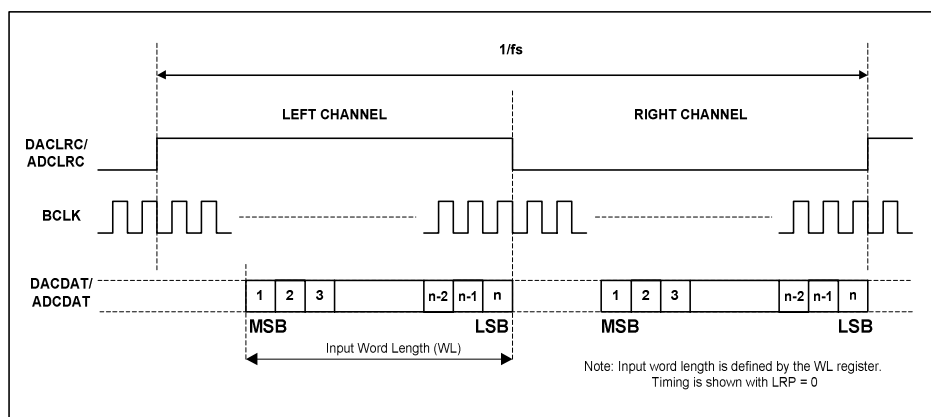 1/fs
LEFT CHANNEL
RIGHT CHANNEL
DACLRC/
ADCLRC
BCLK
DACDAT/
ADCDAT
1 2 3 n-2 n-1 n
1 2 3 n-2 n-1 n
MSB LSB
MSB LSB
Input Word Length (WL)
Note: Input word length is defined by the WL register.
Timing is shown with LRP = 0